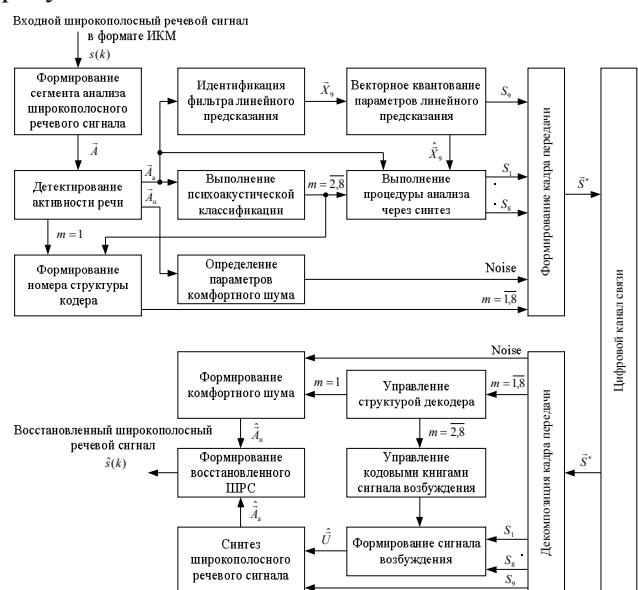 Входной широкополосный речевой сигнал
в формате ИКМ
s(k)
Формирование
сегмента анализа
широкополосного
речевого сигнала
Идентификация
фильтра линейного
предсказания
X⃗₉
Векторное квантование
параметров линейного
предсказания
S₉
A⃗
X̂⃗₉
Детектирование
активности речи
A⃗ₐ
A⃗ₙ
Выполнение
психоакустической
классификации
m = 2,8
Выполнение
процедуры анализа
через синтез
S₁
S₈
Формирование кадра передачи
S⃗*
Цифровой канал связи
m = 1
Формирование
номера структуры
кодера
Определение
параметров
комфортного шума
Noise
m = 1,8
Noise
Формирование
комфортного шума
m = 1
Управление
структурой декодера
m = 1,8
Декомпозиция кадра передачи
S⃗*
Восстановленный широкополосный
речевой сигнал
ŝ(k)
m = 2,8
Формирование
восстановленного
ШРС
Управление
кодовыми книгами
сигнала возбуждения
Синтез
широкополосного
речевого сигнала
Û⃗
Формирование сигнала
возбуждения
S₁
S₈
S₉